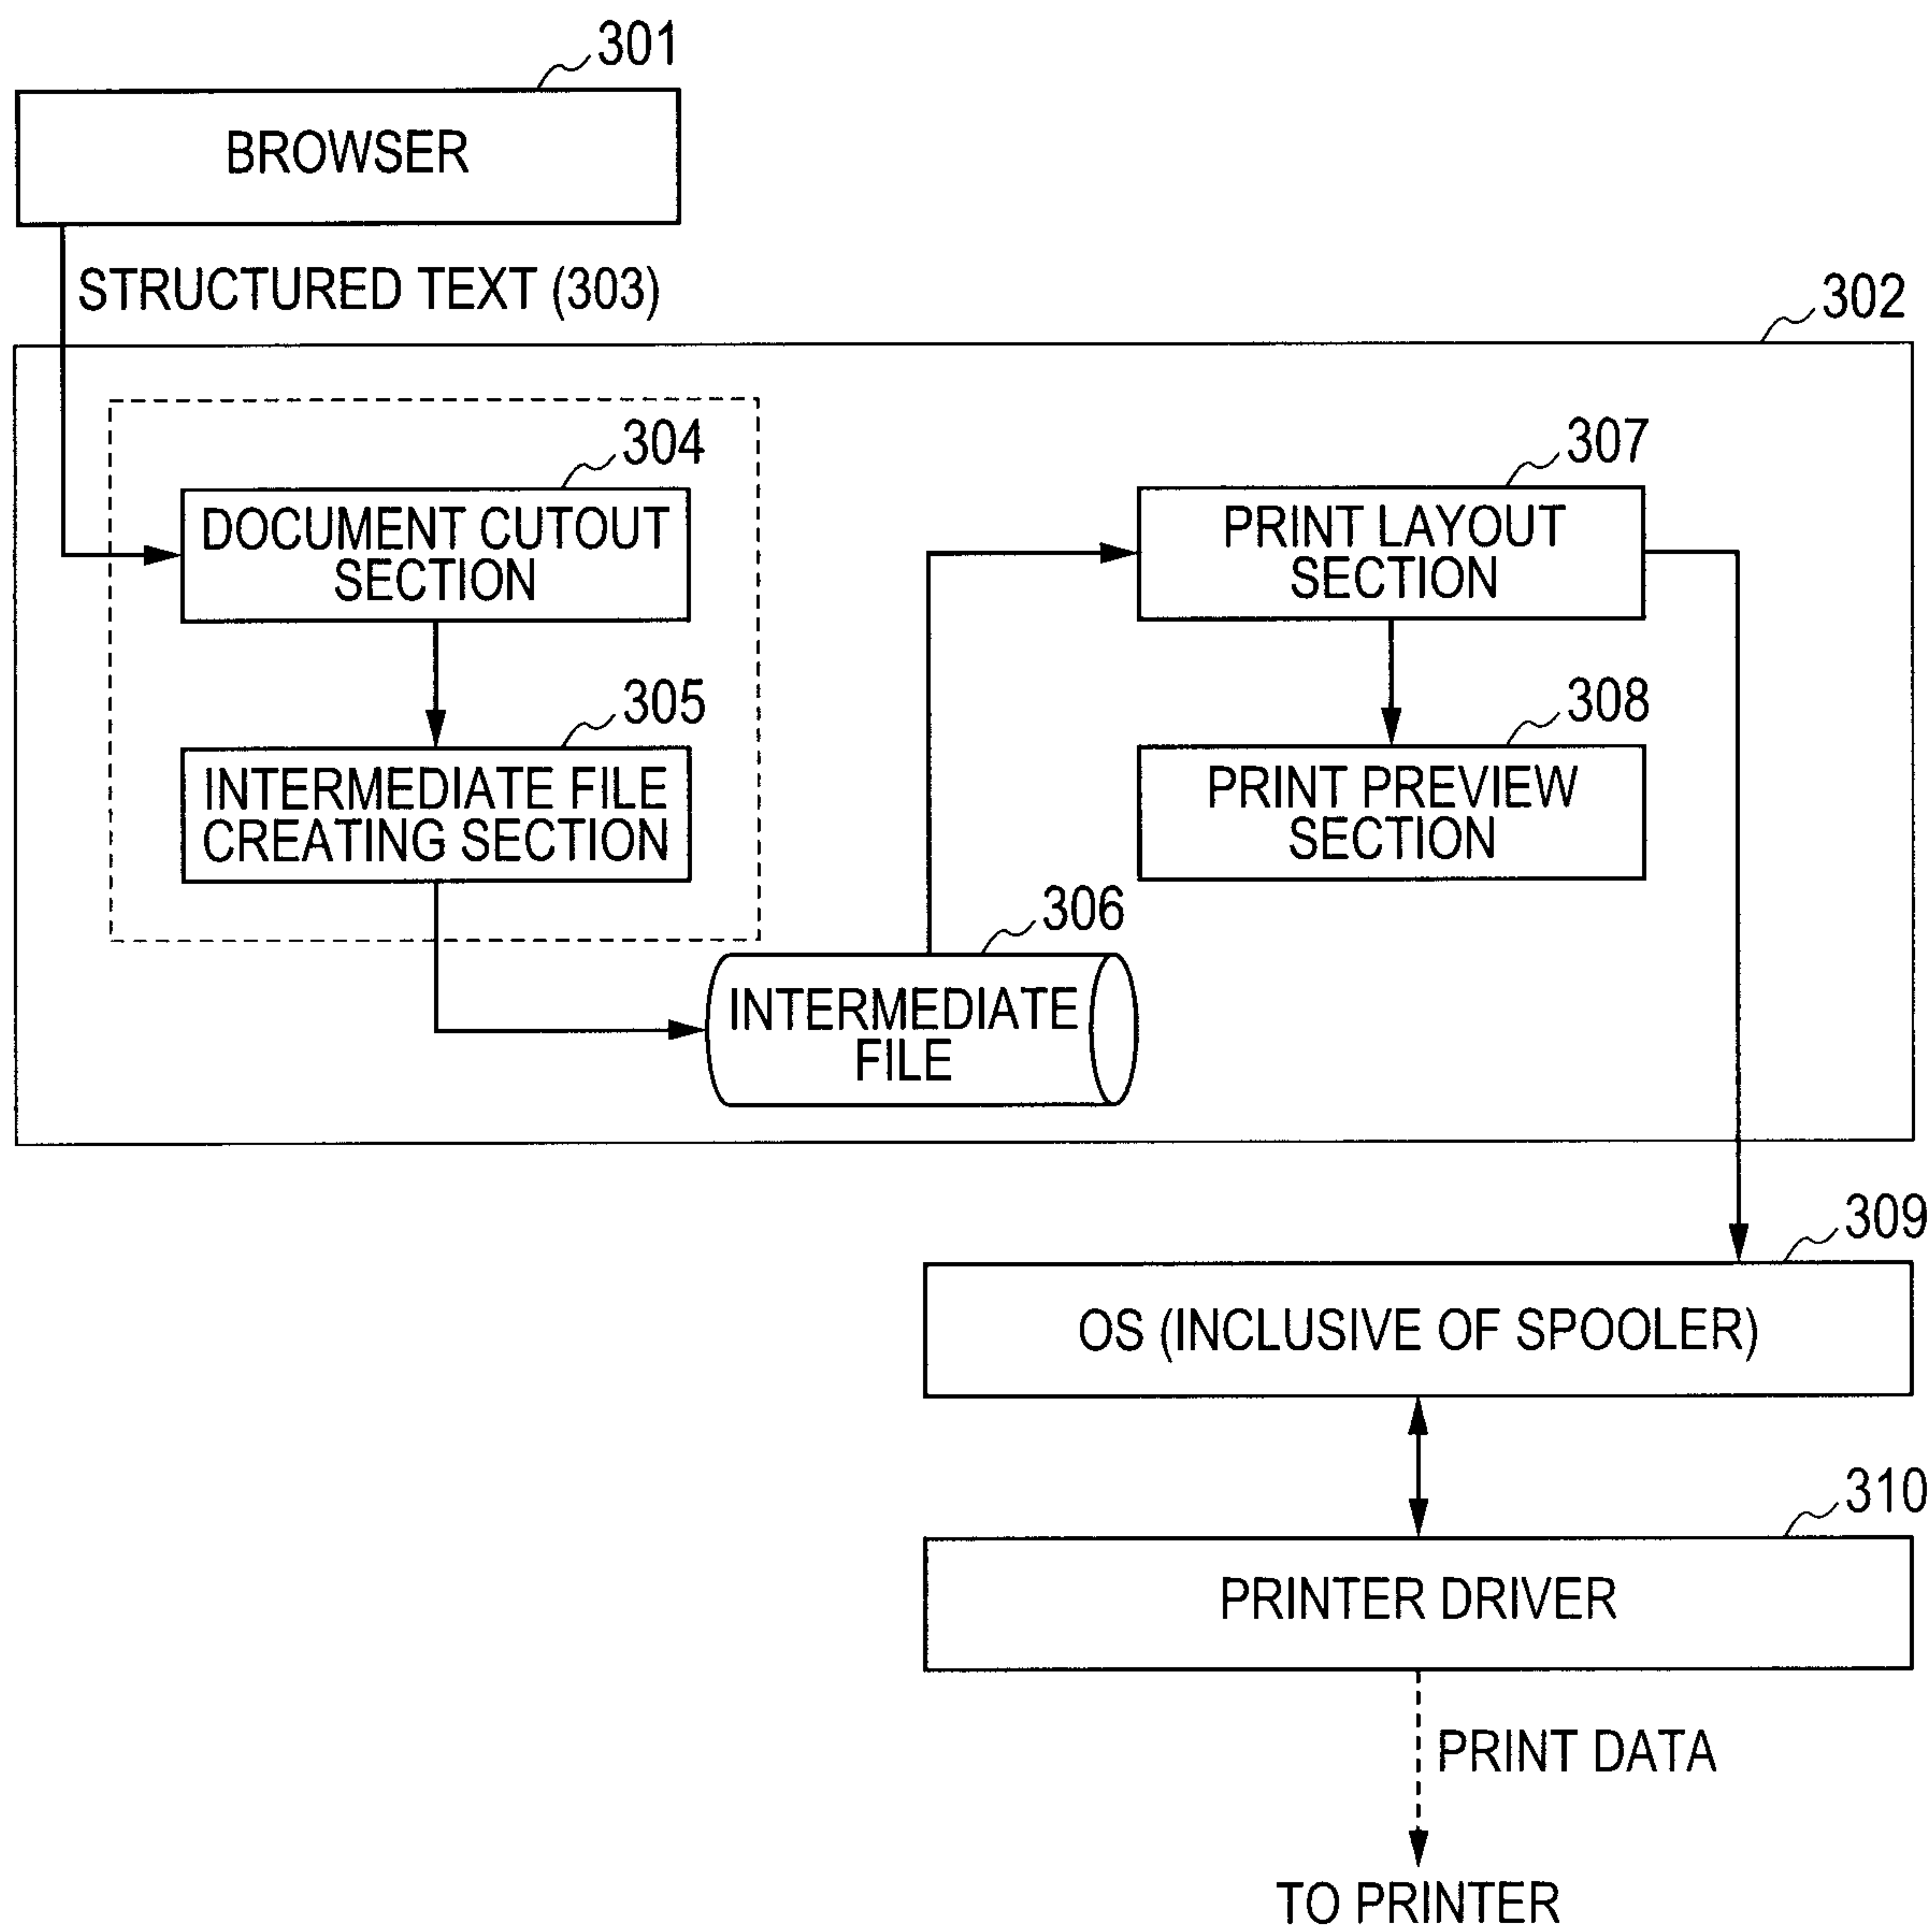 301
BROWSER
STRUCTURED TEXT (303)
302
304
DOCUMENT CUTOUT
SECTION
307
PRINT LAYOUT
SECTION
305
INTERMEDIATE FILE
CREATING SECTION
308
PRINT PREVIEW
SECTION
306
INTERMEDIATE
FILE
309
OS (INCLUSIVE OF SPOOLER)
310
PRINTER DRIVER
PRINT DATA
TO PRINTER